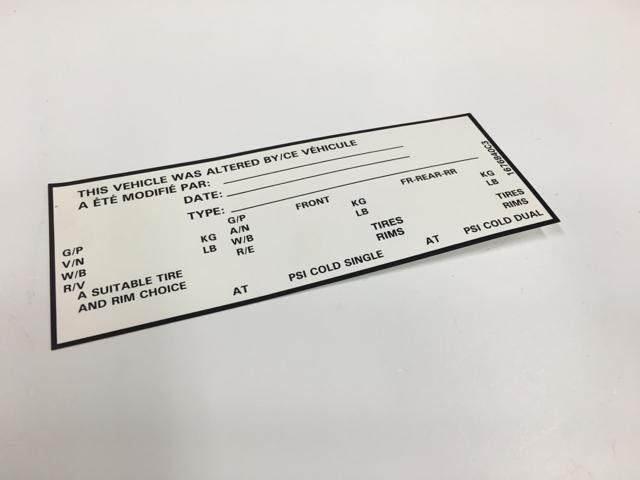 THIS VEHICLE WAS ALTERED BY/CE VÉHICULE
A ÉTÉ MODIFIÉ PAR:
DATE:
TYPE: FR-REAR-RR
G/P G/P FRONT KG KG
V/N KG A/N LB LB
W/B LB W/B TIRES TIRES
R/V R/E RIMS RIMS
A SUITABLE TIRE
AND RIM CHOICE AT PSI COLD SINGLE AT PSI COLD DUAL
1676840C3